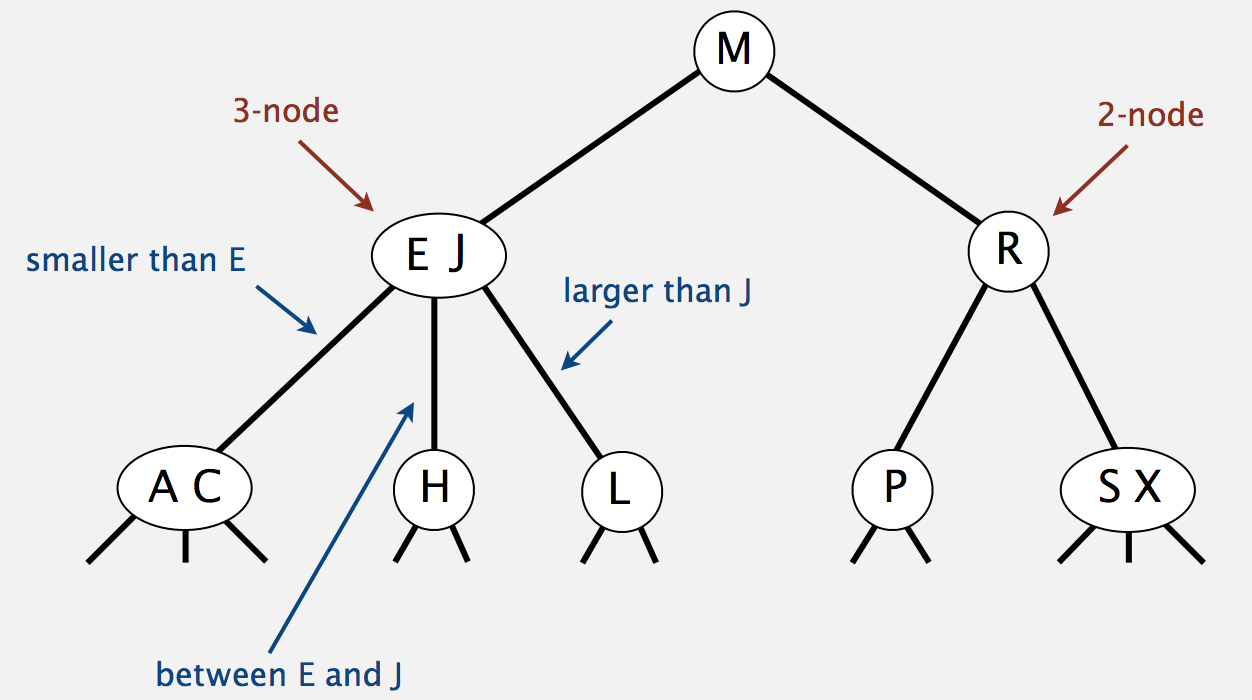 M
3-node
2-node
E J
R
smaller than E
larger than J
A C
H
L
P
S X
between E and J